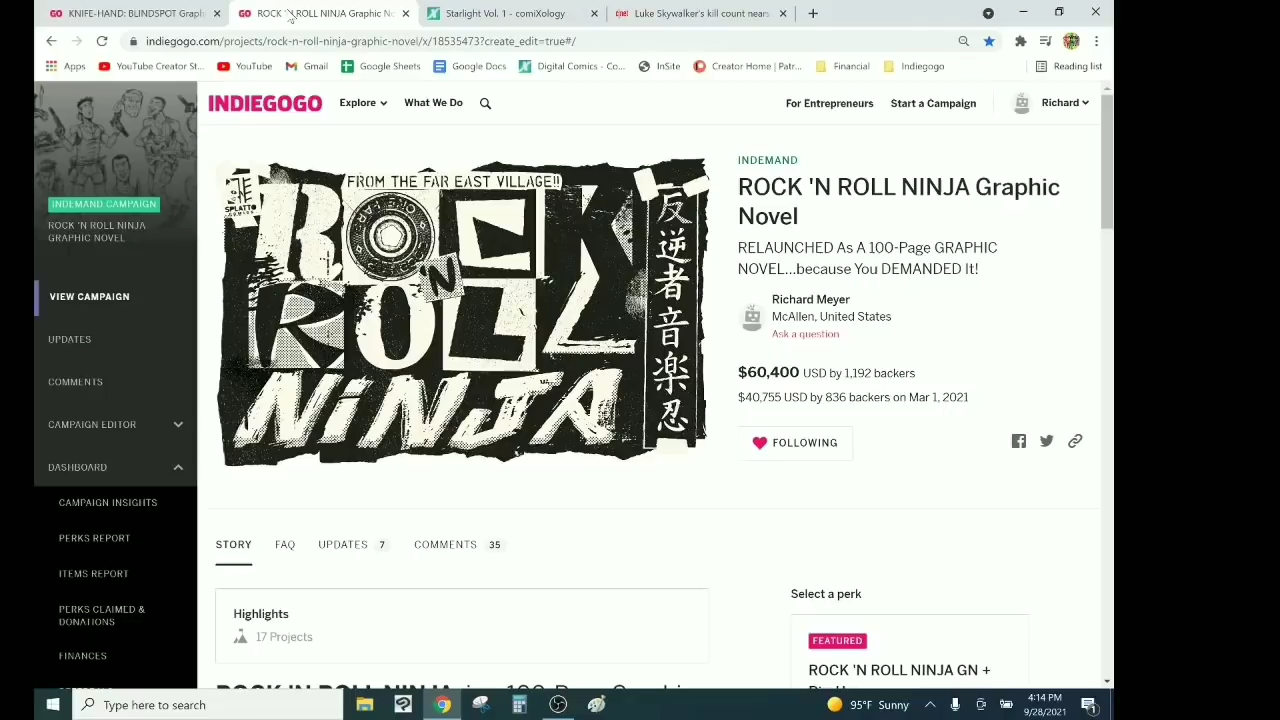 KNIFE-HAND: BLINDSPOT Graphi
ROCK 'N ROLL NINJA Graphic No
Starlight Vol. 1 - comiXology
Luke Skywalker's kill count nears
indiegogo.com/projects/rock-n-roll-ninja-graphic-novel/x/18535473?create_edit=true#/
Apps
YouTube Creator St...
YouTube
Gmail
Google Sheets
Google Docs
Digital Comics - Co...
InSite
Creator Home | Patr...
Financial
Indiegogo
Reading list
INDIEGOGO
Explore
What We Do
For Entrepreneurs
Start a Campaign
Richard
INDEMAND CAMPAIGN
ROCK 'N ROLL NINJA
GRAPHIC NOVEL
VIEW CAMPAIGN
UPDATES
COMMENTS
CAMPAIGN EDITOR
DASHBOARD
CAMPAIGN INSIGHTS
PERKS REPORT
ITEMS REPORT
PERKS CLAIMED &
DONATIONS
FINANCES
SPLATTO
COMICS
FROM THE FAR EAST VILLAGE!!
ROCK
N
ROLL
NiNJA
反逆者音楽忍
INDEMAND
ROCK 'N ROLL NINJA Graphic
Novel
RELAUNCHED As A 100-Page GRAPHIC
NOVEL...because You DEMANDED It!
Richard Meyer
McAllen, United States
Ask a question
$60,400 USD by 1,192 backers
$40,755 USD by 836 backers on Mar 1, 2021
FOLLOWING
STORY
FAQ
UPDATES 7
COMMENTS 35
Highlights
17 Projects
Select a perk
FEATURED
ROCK 'N ROLL NINJA GN +
Type here to search
95°F Sunny
4:14 PM
9/28/2021